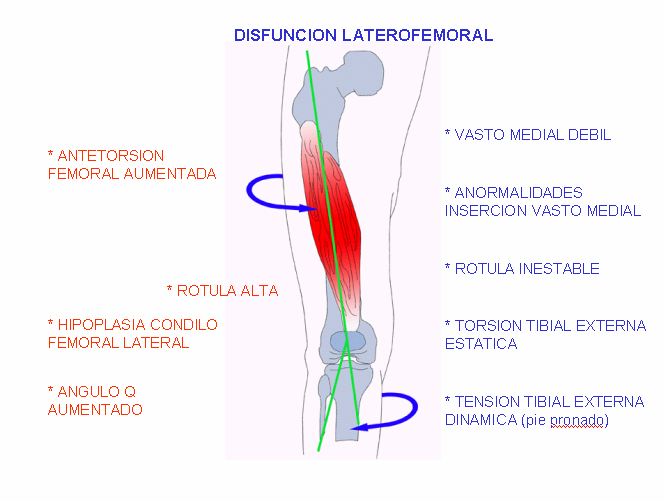 DISFUNCION LATEROFEMORAL
* ANTETORSION
FEMORAL AUMENTADA
* ROTULA ALTA
* HIPOPLASIA CONDILO
FEMORAL LATERAL
* ANGULO Q
AUMENTADO
* VASTO MEDIAL DEBIL
* ANORMALIDADES
INSERCION VASTO MEDIAL
* ROTULA INESTABLE
* TORSION TIBIAL EXTERNA
ESTATICA
* TENSION TIBIAL EXTERNA
DINAMICA (pie pronado)